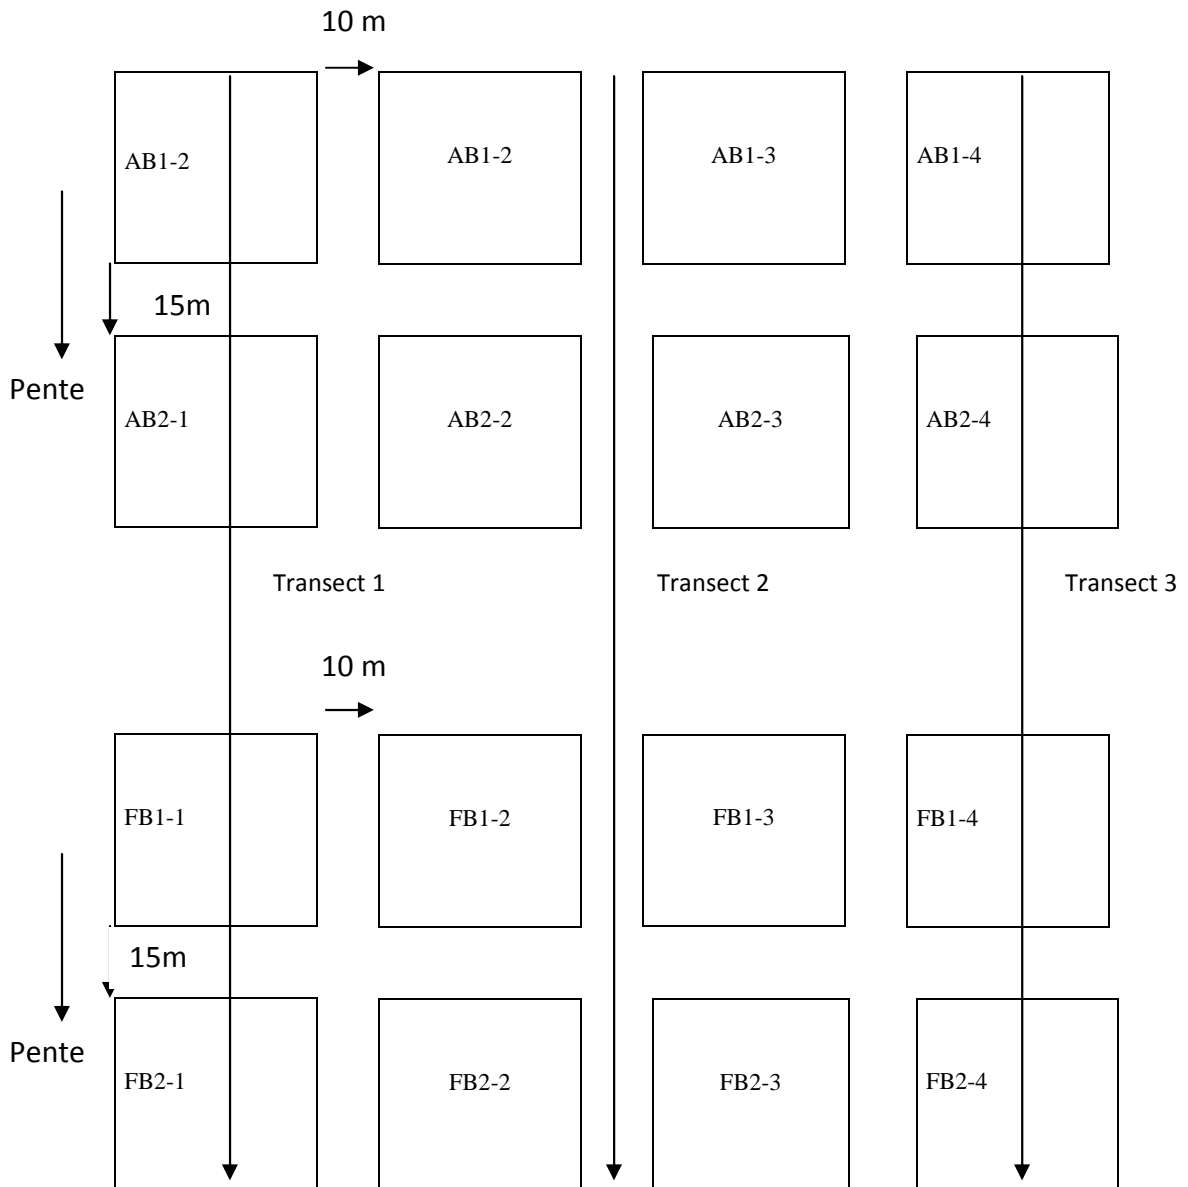 10 m
AB1-2
AB1-2
AB1-3
AB1-4
15m
Pente
AB2-1
AB2-2
AB2-3
AB2-4
Transect 1
Transect 2
Transect 3
10 m
FB1-1
FB1-2
FB1-3
FB1-4
15m
Pente
FB2-1
FB2-2
FB2-3
FB2-4